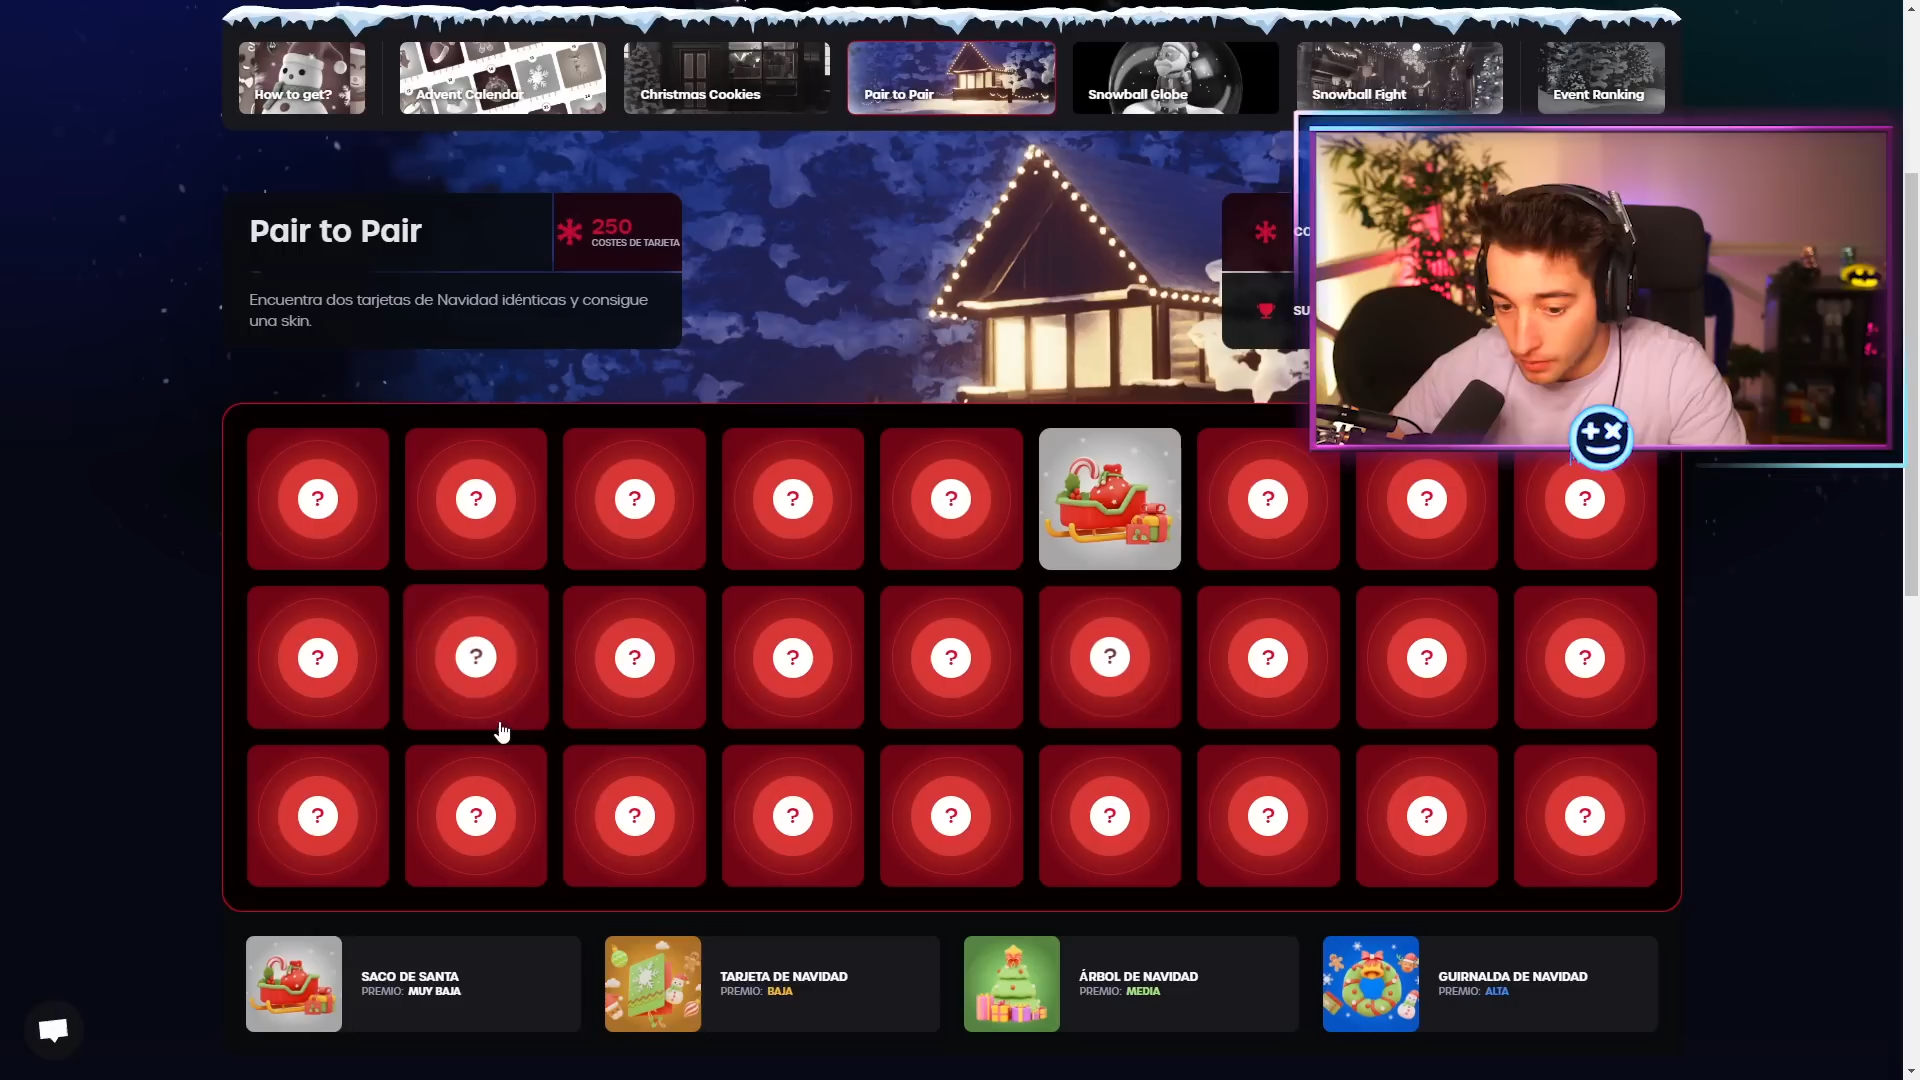 How to get?
Advent Calendar
Christmas Cookies
Pair to Pair
Snowball Globe
Snowball Fight
Event Ranking
Pair to Pair
250
COSTES DE TARJETA
Encuentra dos tarjetas de Navidad idénticas y consigue
una skin.
CO
SU
? ? ? ? ? ? ? ?
? ? ? ? ? ? ? ? ?
? ? ? ? ? ? ? ? ?
SACO DE SANTA
PREMIO: MUY BAJA
TARJETA DE NAVIDAD
PREMIO: BAJA
ÁRBOL DE NAVIDAD
PREMIO: MEDIA
GUIRNALDA DE NAVIDAD
PREMIO: ALTA